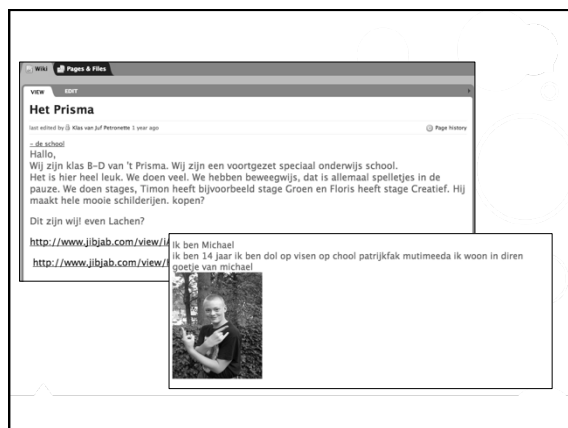 Wiki Pages & Files
VIEW EDIT
Het Prisma
last edited by Klas van Juf Petronette 1 year ago Page history
« de school
Hallo,
Wij zijn klas B-D van 't Prisma. Wij zijn een voortgezet speciaal onderwijs school.
Het is hier heel leuk. We doen veel. We hebben beweegwijs, dat is allemaal spelletjes in de
pauze. We doen stages, Timon heeft bijvoorbeeld stage Groen en Floris heeft stage Creatief. Hij
maakt hele mooie schilderijen. kopen?
Dit zijn wij! even Lachen?
http://www.jibjab.com/view/i
http://www.jibjab.com/view/
Ik ben Michael
ik ben 14 jaar ik ben dol op visen op chool patrijkfak mutimeeda ik woon in diren
goetje van michael